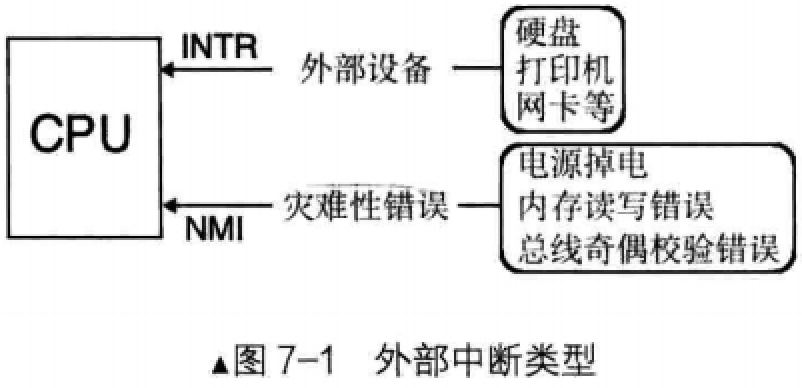 INTR
外部设备
硬盘
打印机
网卡等
CPU
NMI
灾难性错误
电源掉电
内存读写错误
总线奇偶校验错误
▲图 7-1 外部中断类型